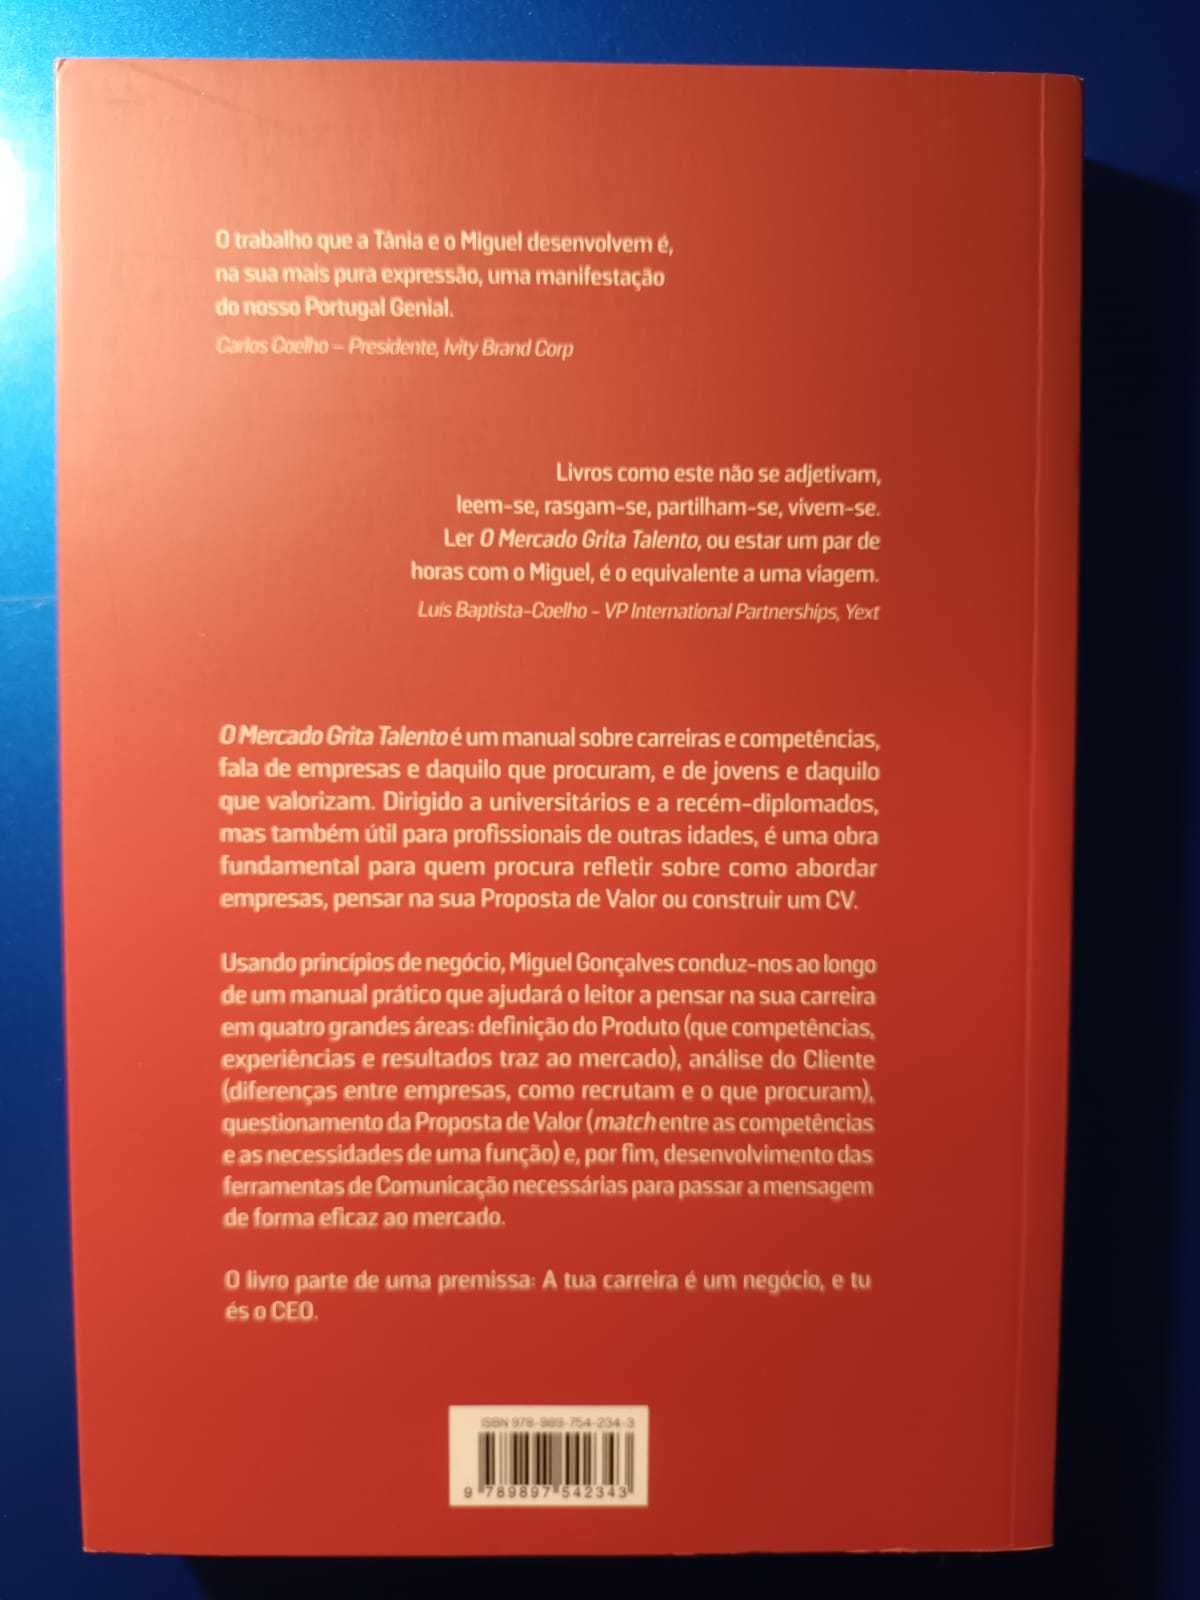 O trabalho que a Tânia e o Miguel desenvolvem é,
na sua mais pura expressão, uma manifestação
do nosso Portugal Genial.
Carlos Coelho – Presidente, Ivity Brand Corp
Livros como este não se adjetivam,
leem-se, rasgam-se, partilham-se, vivem-se.
Ler O Mercado Grita Talento, ou estar um par de
horas com o Miguel, é o equivalente a uma viagem.
Luís Baptista-Coelho - VP International Partnerships, Yext
O Mercado Grita Talento é um manual sobre carreiras e competências,
fala de empresas e daquilo que procuram, e de jovens e daquilo
que valorizam. Dirigido a universitários e a recém-diplomados,
mas também útil para profissionais de outras idades, é uma obra
fundamental para quem procura refletir sobre como abordar
empresas, pensar na sua Proposta de Valor ou construir um CV.
Usando princípios de negócio, Miguel Gonçalves conduz-nos ao longo
de um manual prático que ajudará o leitor a pensar na sua carreira
em quatro grandes áreas: definição do Produto (que competências,
experiências e resultados traz ao mercado), análise do Cliente
(diferenças entre empresas, como recrutam e o que procuram),
questionamento da Proposta de Valor (match entre as competências
e as necessidades de uma função) e, por fim, desenvolvimento das
ferramentas de Comunicação necessárias para passar a mensagem
de forma eficaz ao mercado.
O livro parte de uma premissa: A tua carreira é um negócio, e tu
és o CEO.
ISBN 978-989-754-234-3
9 789897 542343